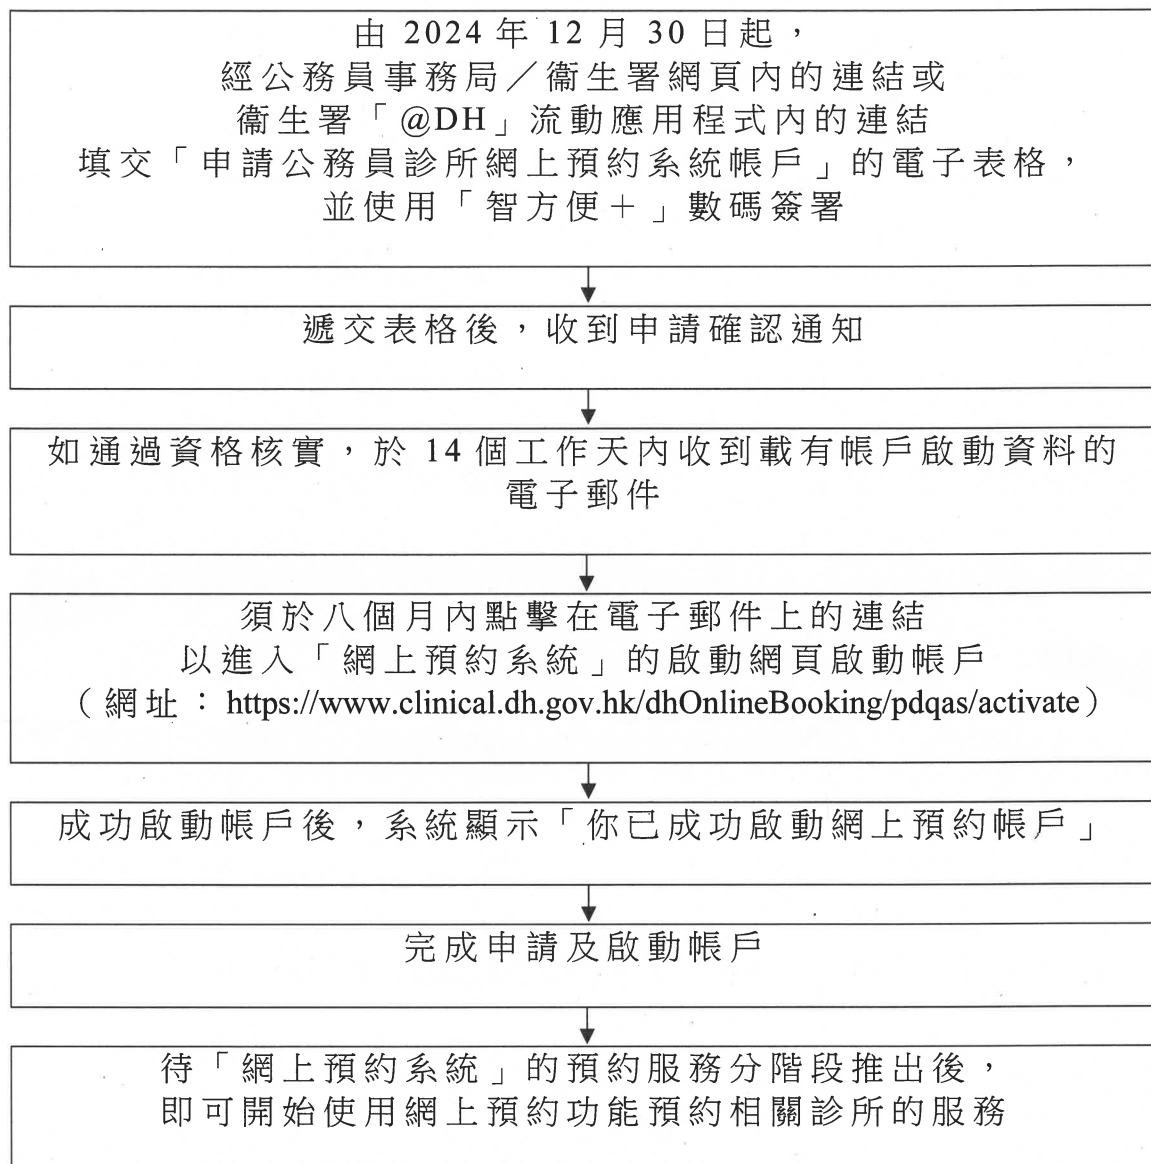 由 2024 年 12 月 30 日起，
經公務員事務局／衞生署網頁內的連結或
衞生署「@DH」流動應用程式內的連結
填交「申請公務員診所網上預約系統帳戶」的電子表格，
並使用「智方便＋」數碼簽署
遞交表格後，收到申請確認通知
如通過資格核實，於 14 個工作天內收到載有帳戶啟動資料的
電子郵件
須於八個月內點擊在電子郵件上的連結
以進入「網上預約系統」的啟動網頁啟動帳戶
（網址：https://www.clinical.dh.gov.hk/dhOnlineBooking/pdqas/activate）
成功啟動帳戶後，系統顯示「你已成功啟動網上預約帳戶」
完成申請及啟動帳戶
待「網上預約系統」的預約服務分階段推出後，
即可開始使用網上預約功能預約相關診所的服務